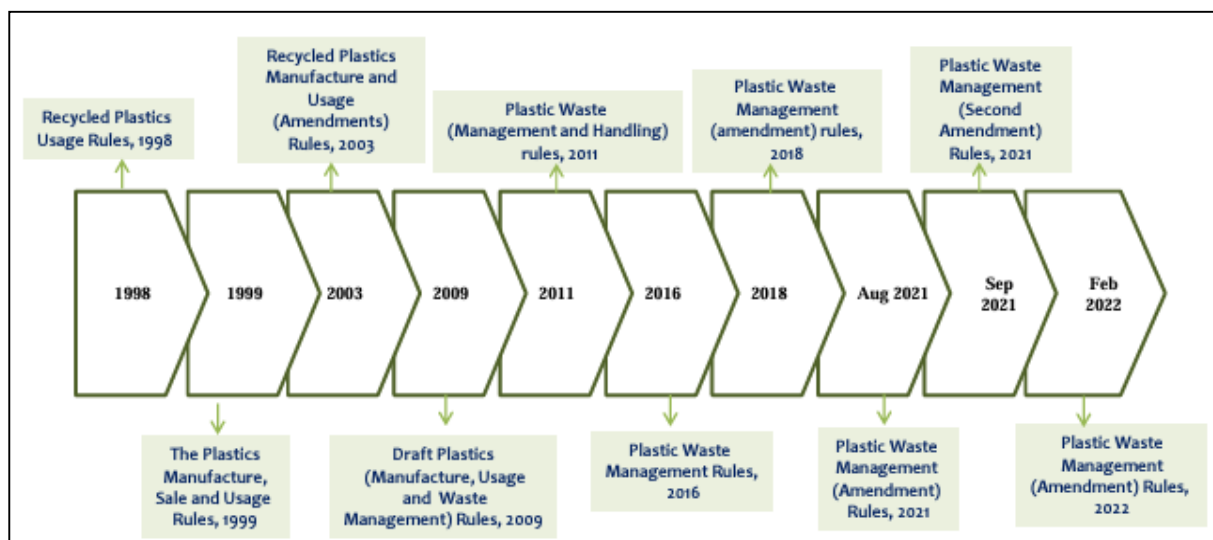 Recycled Plastics
Usage Rules, 1998
Recycled Plastics
Manufacture and
Usage
(Amendments)
Rules, 2003
Plastic Waste
(Management and Handling)
rules, 2011
Plastic Waste
Management
(amendment) rules,
2018
Plastic Waste
Management
(Second
Amendment)
Rules, 2021
1998
1999
2003
2009
2011
2016
2018
Aug 2021
Sep
2021
Feb
2022
The Plastics
Manufacture,
Sale and Usage
Rules, 1999
Draft Plastics
(Manufacture, Usage
and Waste
Management) Rules, 2009
Plastic Waste
Management Rules,
2016
Plastic Waste
Management
(Amendment)
Rules, 2021
Plastic Waste
Management
(Amendment) Rules,
2022